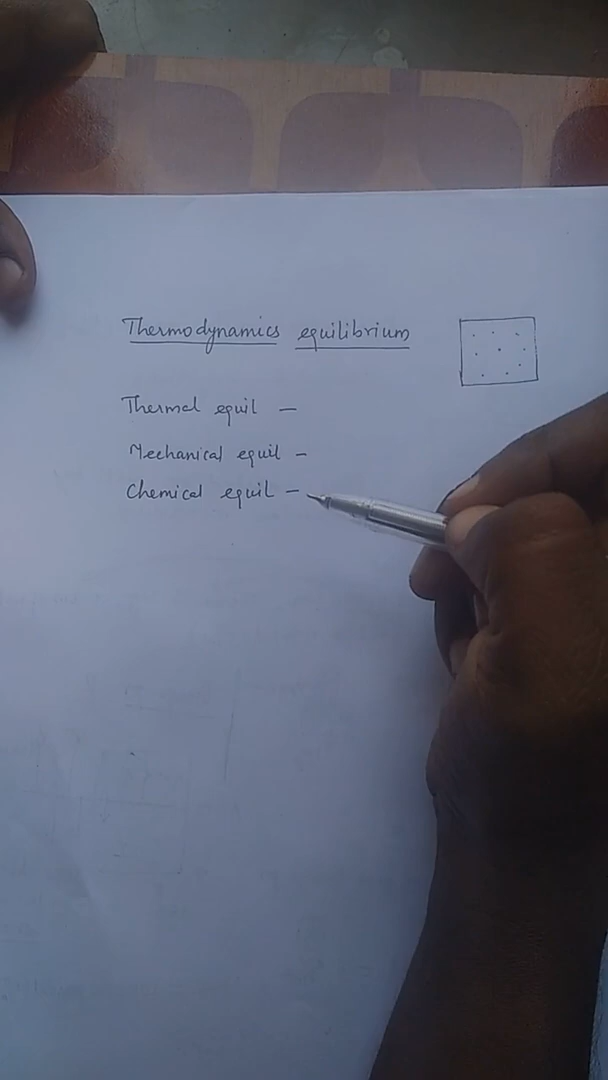 Thermodynamics equilibrium
Thermal equil —
Mechanical equil —
Chemical equil —